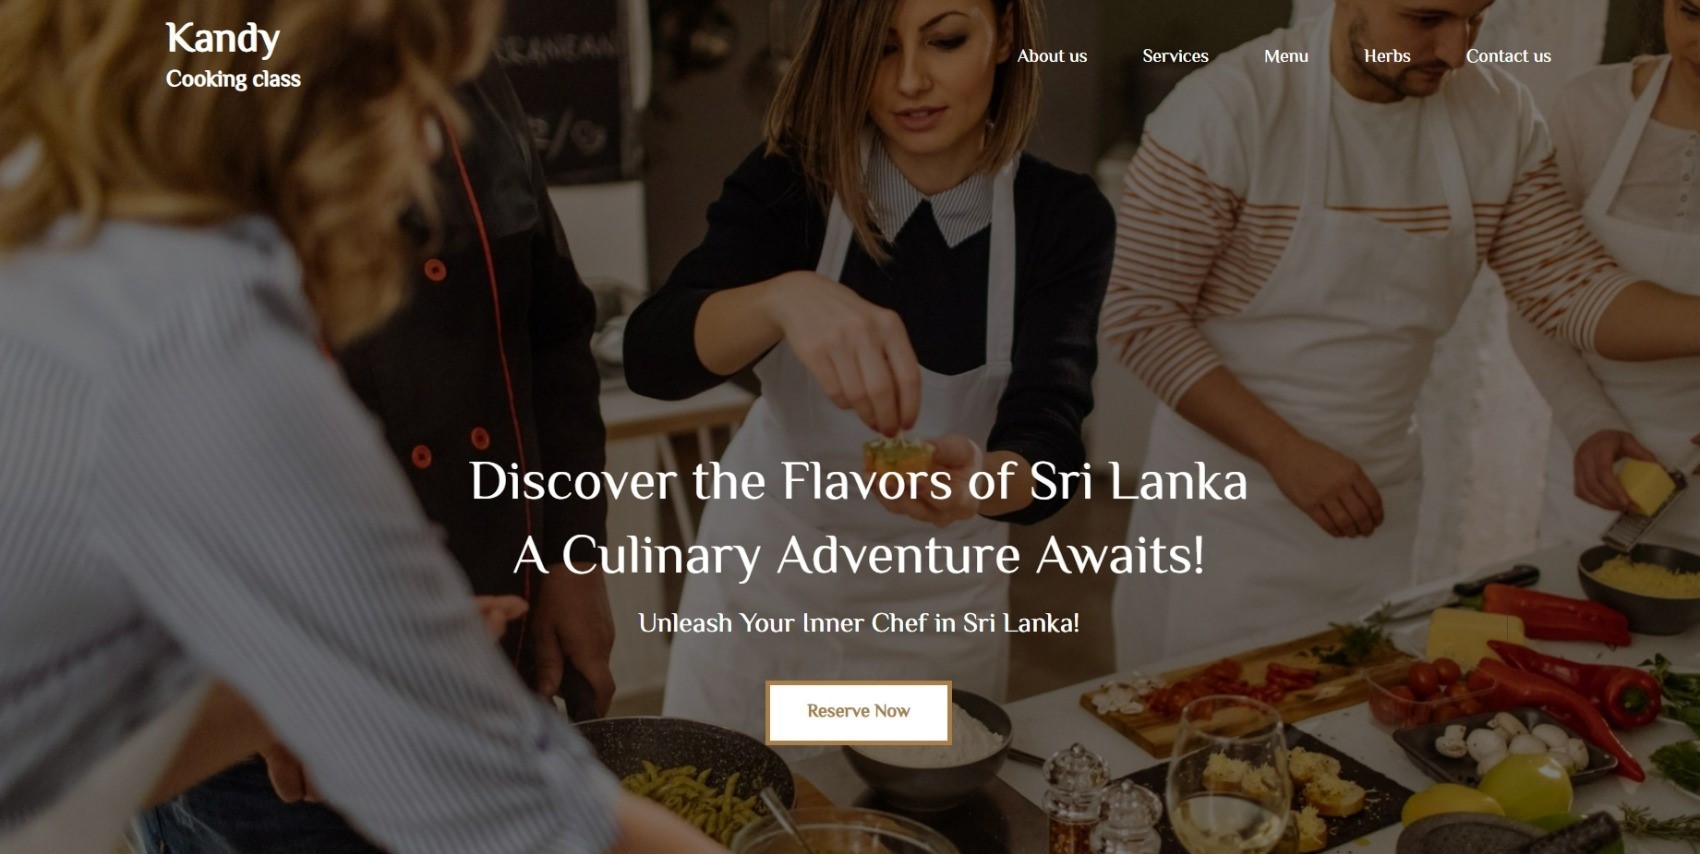 Kandy
Cooking class
About us
Services
Menu
Herbs
Contact us
Discover the Flavors of Sri Lanka
A Culinary Adventure Awaits!
Unleash Your Inner Chef in Sri Lanka!
Reserve Now